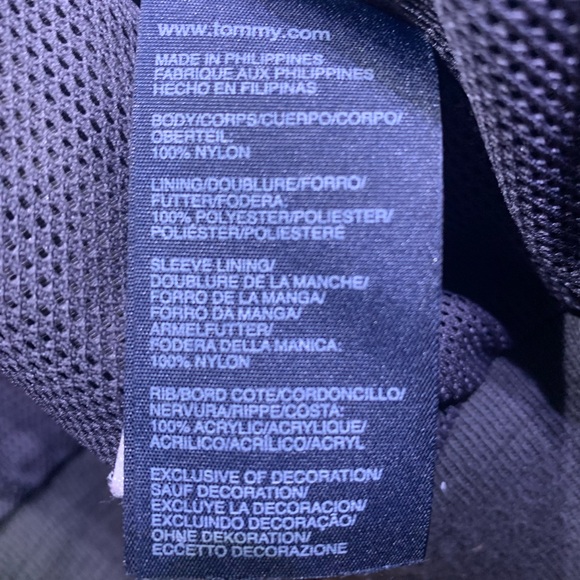 www.tommy.com
MADE IN PHILIPPINES
FABRIQUE AUX PHILIPPINES
HECHO EN FILIPINAS
BODY/CORPS/CUERPO/CORPO/
OBERTEIL:
100% NYLON
LINING/DOUBLURE/FORRO/
FUTTER/FODERA:
100% POLYESTER/POLIESTER/
POLIÉSTER/POLIESTERE
SLEEVE LINING/
DOUBLURE DE LA MANCHE/
FORRO DE LA MANGA/
FORRO DA MANGA/
ARMELFUTTER/
FODERA DELLA MANICA:
100% NYLON
RIB/BORD COTE/CORDONCILLO/
NERVURA/RIPPE/COSTA:
100% ACRYLIC/ACRYLIQUE/
ACRILICO/ACRÍLICO/ACRYL
EXCLUSIVE OF DECORATION/
SAUF DECORATION/
EXCLUYE LA DECORACION/
EXCLUINDO DECORAÇÃO/
OHNE DEKORATION/
ECCETTO DECORAZIONE